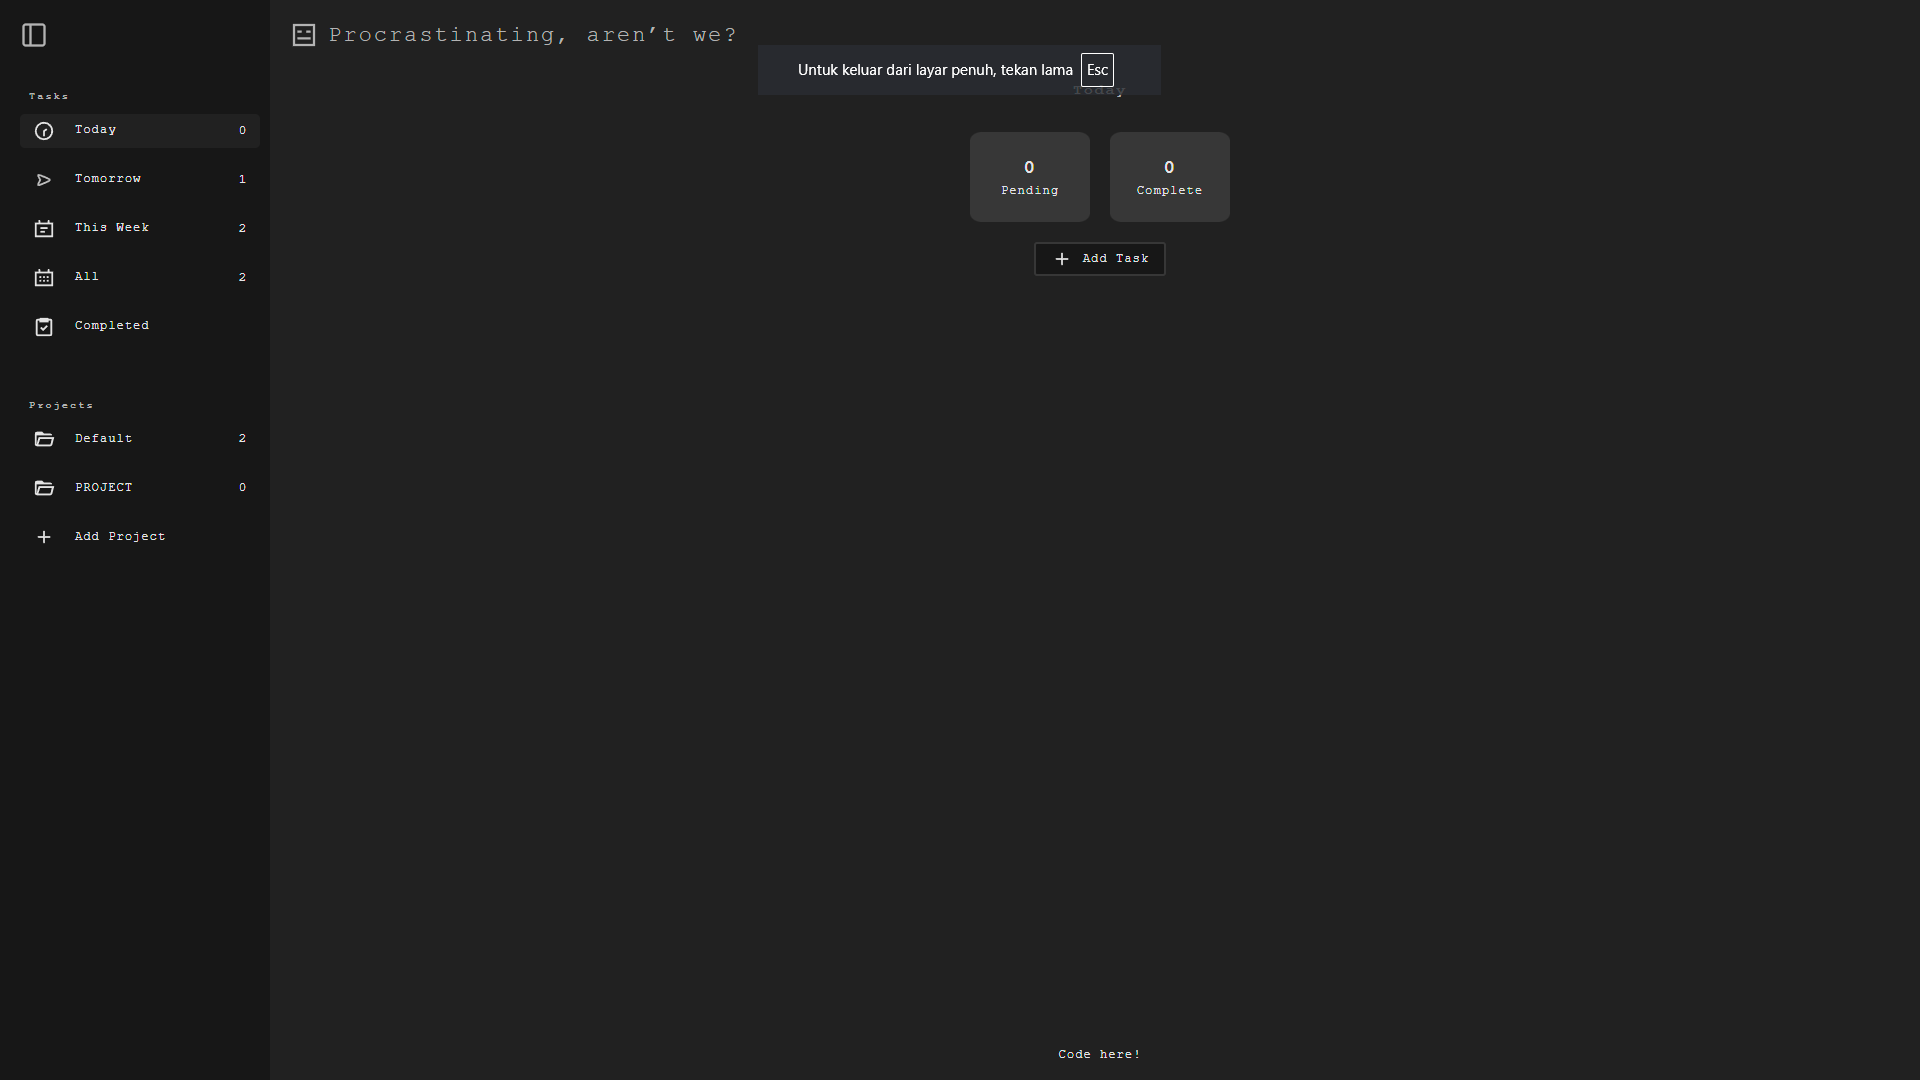 Procrastinating, aren’t we?
Untuk keluar dari layar penuh, tekan lama Esc
Tasks
Today 0
Tomorrow 1
This Week 2
All 2
Completed
Projects
Default 2
PROJECT 0
Add Project
Today
0
Pending
0
Complete
Add Task
Code here!